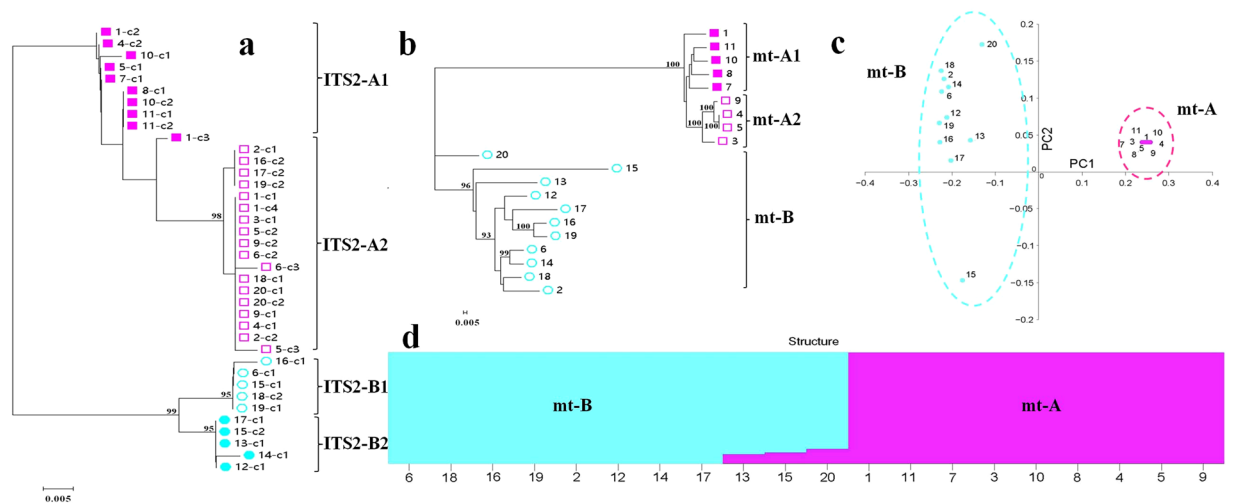 a
1-c2
4-c2
10-c1
5-c1
7-c1
8-c1
10-c2
11-c1
11-c2
1-c3
2-c1
16-c2
17-c2
19-c2
1-c1
1-c4
3-c1
5-c2
9-c2
6-c2
6-c3
18-c1
20-c1
20-c2
9-c1
4-c1
2-c2
5-c3
16-c1
6-c1
15-c1
18-c2
19-c1
17-c1
15-c2
13-c1
14-c1
12-c1
98
95
99
95
ITS2-A1
ITS2-A2
ITS2-B1
ITS2-B2
0.005
b
1
11
10
8
7
9
4
5
3
20
15
13
12
17
16
19
6
14
18
2
100
100
100
96
93
100
99
mt-A1
mt-A2
mt-B
0.005
c
mt-B
mt-A
20
18
2
14
6
12
19
16
13
17
15
11
10
1
7
3
4
5
8
9
PC1
PC2
0.2
0.15
0.1
0.05
0
−0.05
−0.1
−0.15
−0.2
−0.4 −0.3 −0.2 −0.1 0.1 0.2 0.3 0.4
d
Structure
mt-B mt-A
6 18 16 19 2 12 14 17 13 15 20 1 11 7 3 10 8 4 5 9